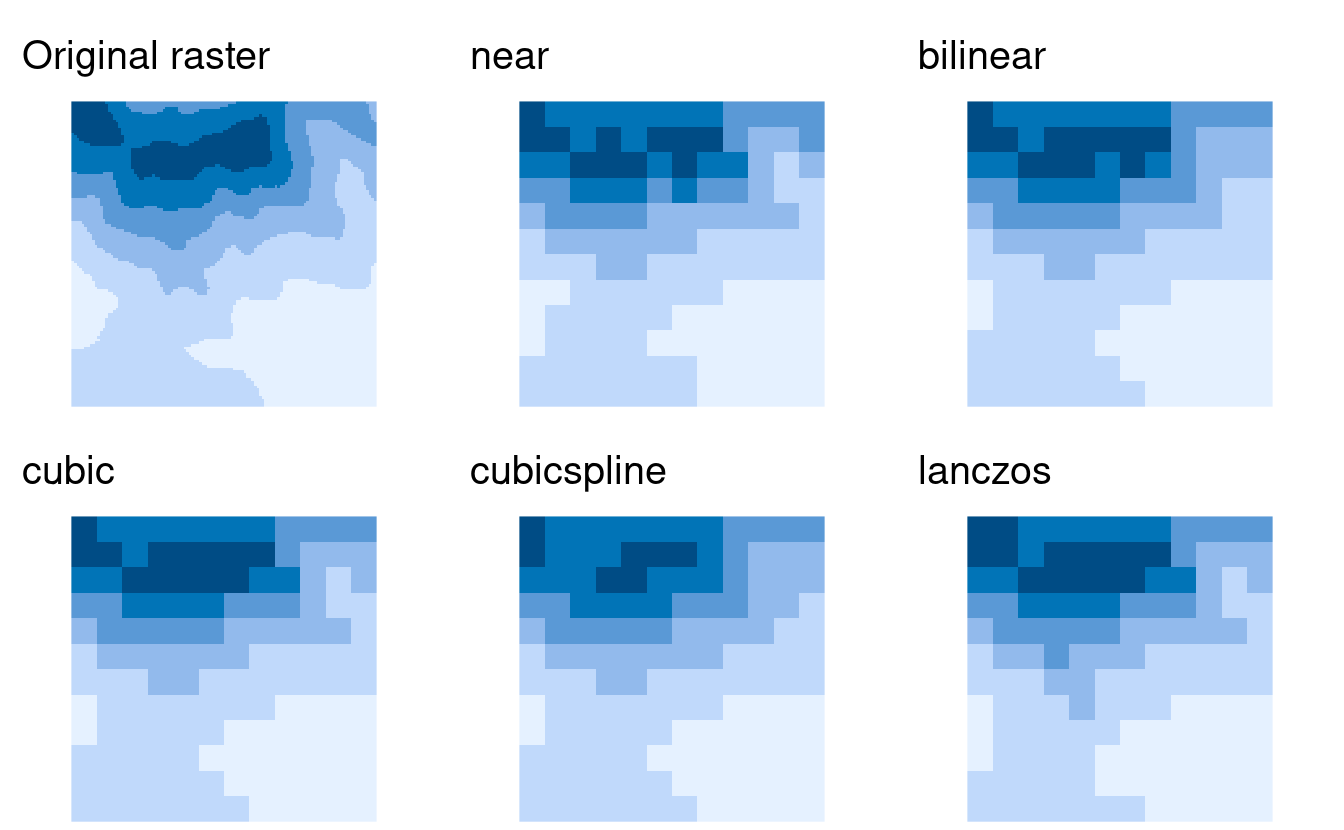 Original raster
near
bilinear
cubic
cubicspline
lanczos